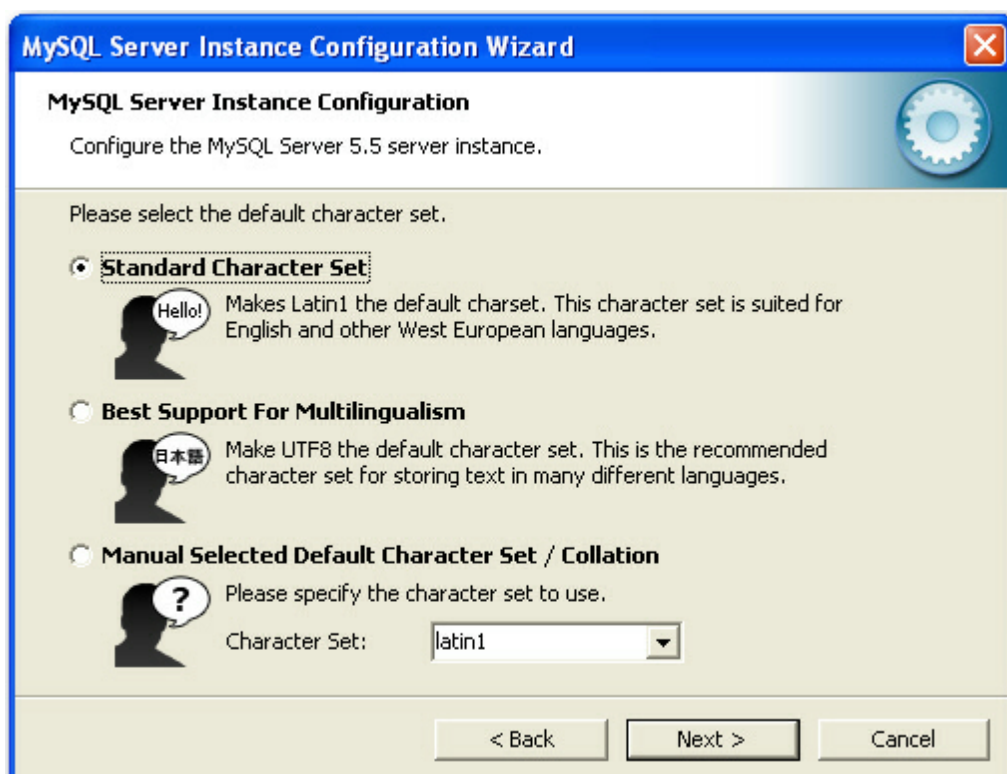 MySQL Server Instance Configuration Wizard
MySQL Server Instance Configuration
Configure the MySQL Server 5.5 server instance.
Please select the default character set.
Standard Character Set
Hello!
Makes Latin1 the default charset. This character set is suited for
English and other West European languages.
Best Support For Multilingualism
日本語
Make UTF8 the default character set. This is the recommended
character set for storing text in many different languages.
Manual Selected Default Character Set / Collation
?
Please specify the character set to use.
Character Set: latin1
< Back Next > Cancel